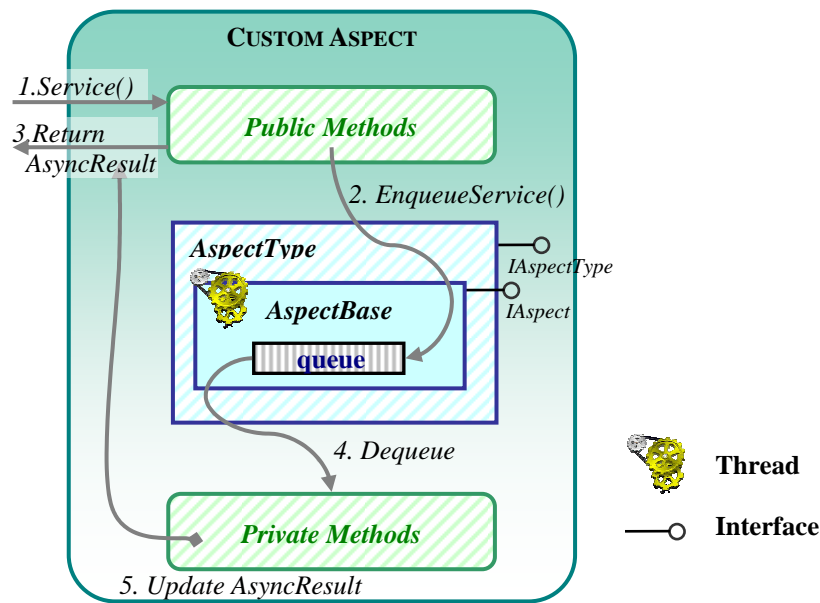 CUSTOM ASPECT
1.Service()
Public Methods
3.Return
AsyncResult
2. EnqueueService()
AspectType
IAspectType
AspectBase
IAspect
queue
4. Dequeue
Thread
Private Methods
Interface
5. Update AsyncResult